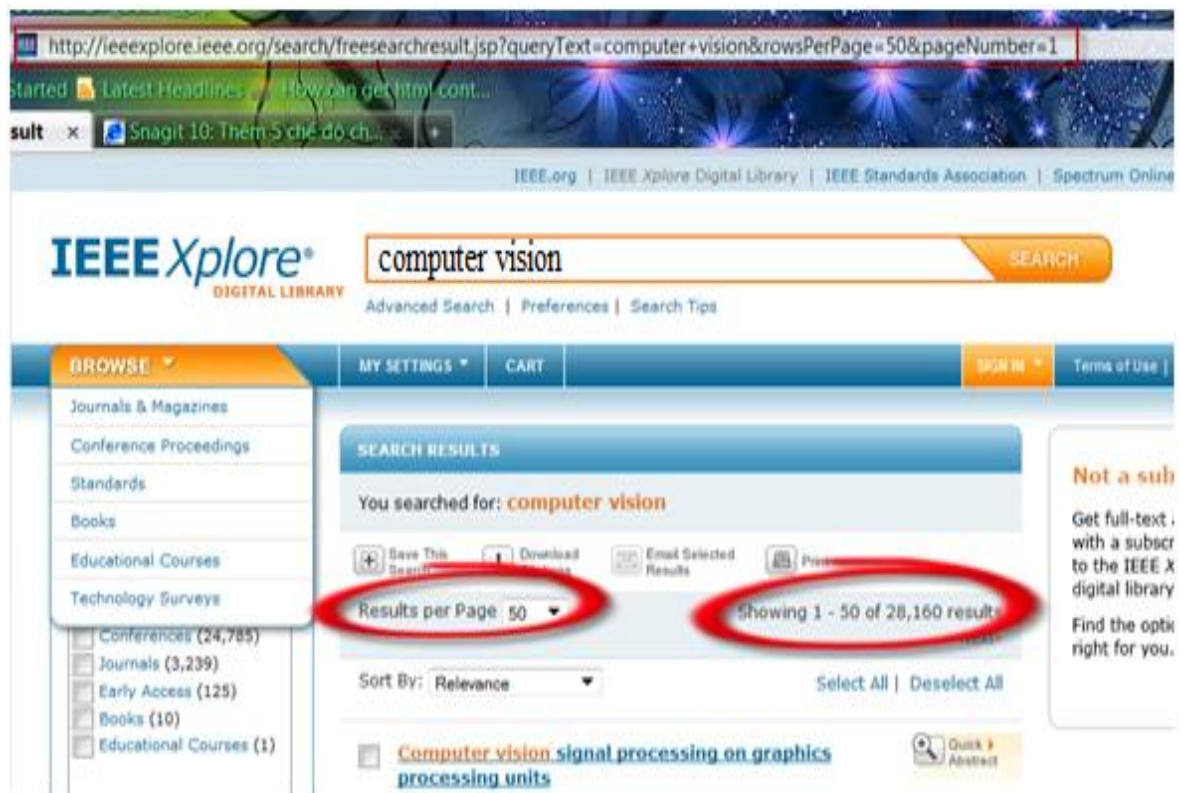 http://ieeexplore.ieee.org/search/freesearchresult.jsp?queryText=computer+vision&rowsPerPage=50&pageNumber=1
started Latest Headlines How can get html cont...
sult × Snagit 10: Thêm 5 chế độ ch... × +
IEEE.org | IEEE Xplore Digital Library | IEEE Standards Association | Spectrum Online
IEEE Xplore®
DIGITAL LIBRARY
computer vision
SEARCH
Advanced Search | Preferences | Search Tips
BROWSE
MY SETTINGS
CART
SIGN IN
Terms of Use |
Journals & Magazines
Conference Proceedings
Standards
Books
Educational Courses
Technology Surveys
Conferences (24,785)
Journals (3,239)
Early Access (125)
Books (10)
Educational Courses (1)
SEARCH RESULTS
You searched for: computer vision
Save This
Search
Download
Email Selected
Results
Print
Results per Page 50
Showing 1 - 50 of 28,160 results
Sort By: Relevance
Select All | Deselect All
Computer vision signal processing on graphics
processing units
Quick
Abstract
Not a sub
Get full-text
with a subscr
to the IEEE X
digital library
Find the optic
right for you.